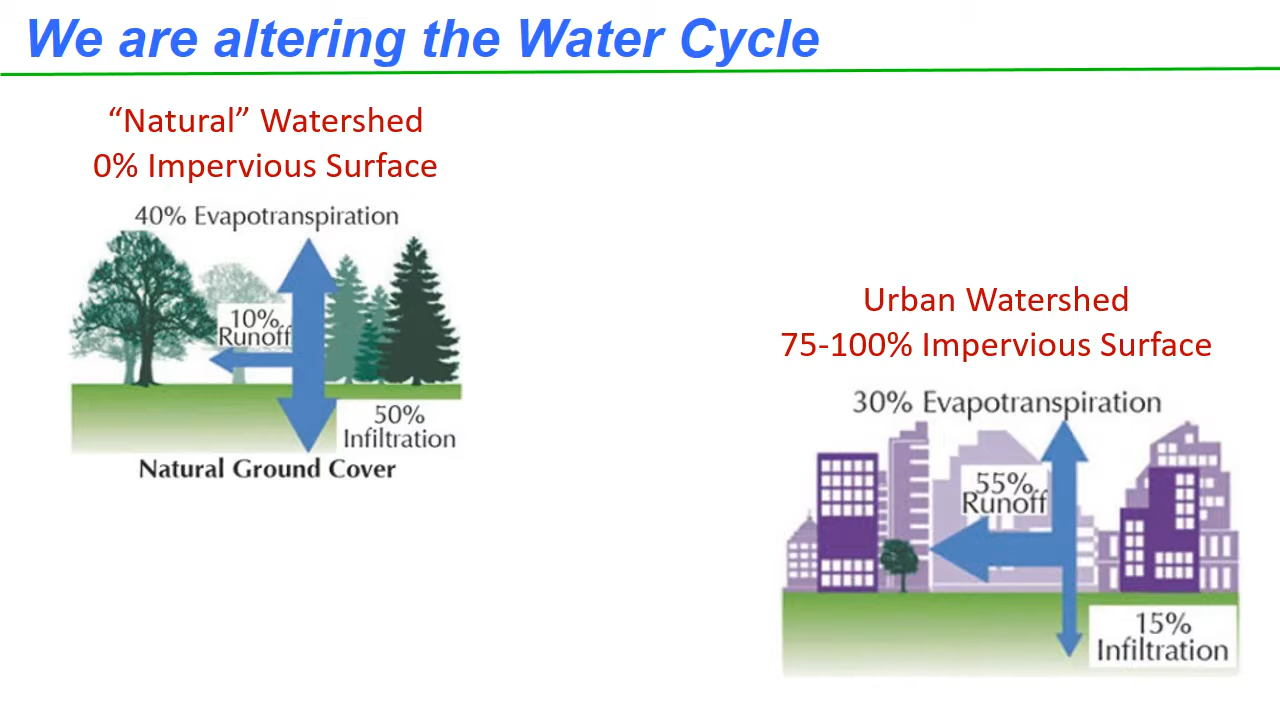 We are altering the Water Cycle
“Natural” Watershed
0% Impervious Surface
40% Evapotranspiration
10%
Runoff
50%
Infiltration
Natural Ground Cover
Urban Watershed
75-100% Impervious Surface
30% Evapotranspiration
55%
Runoff
15%
Infiltration